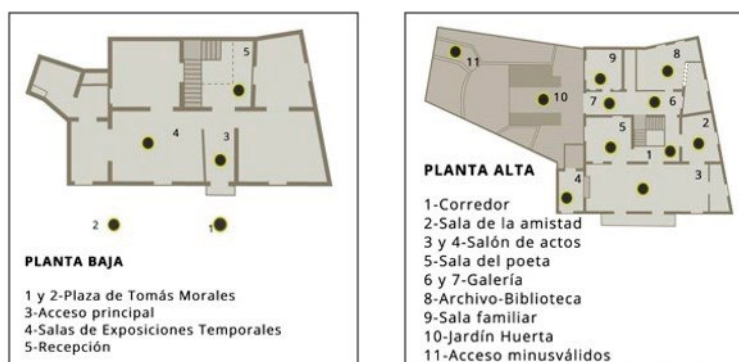 5
4
3
2
1
PLANTA BAJA
1 y 2-Plaza de Tomás Morales
3-Acceso principal
4-Salas de Exposiciones Temporales
5-Recepción
11
9
8
10
7
6
5
2
1
4
3
PLANTA ALTA
1-Corredor
2-Sala de la amistad
3 y 4-Salón de actos
5-Sala del poeta
6 y 7-Galería
8-Archivo-Biblioteca
9-Sala familiar
10-Jardín Huerta
11-Acceso minusválidos